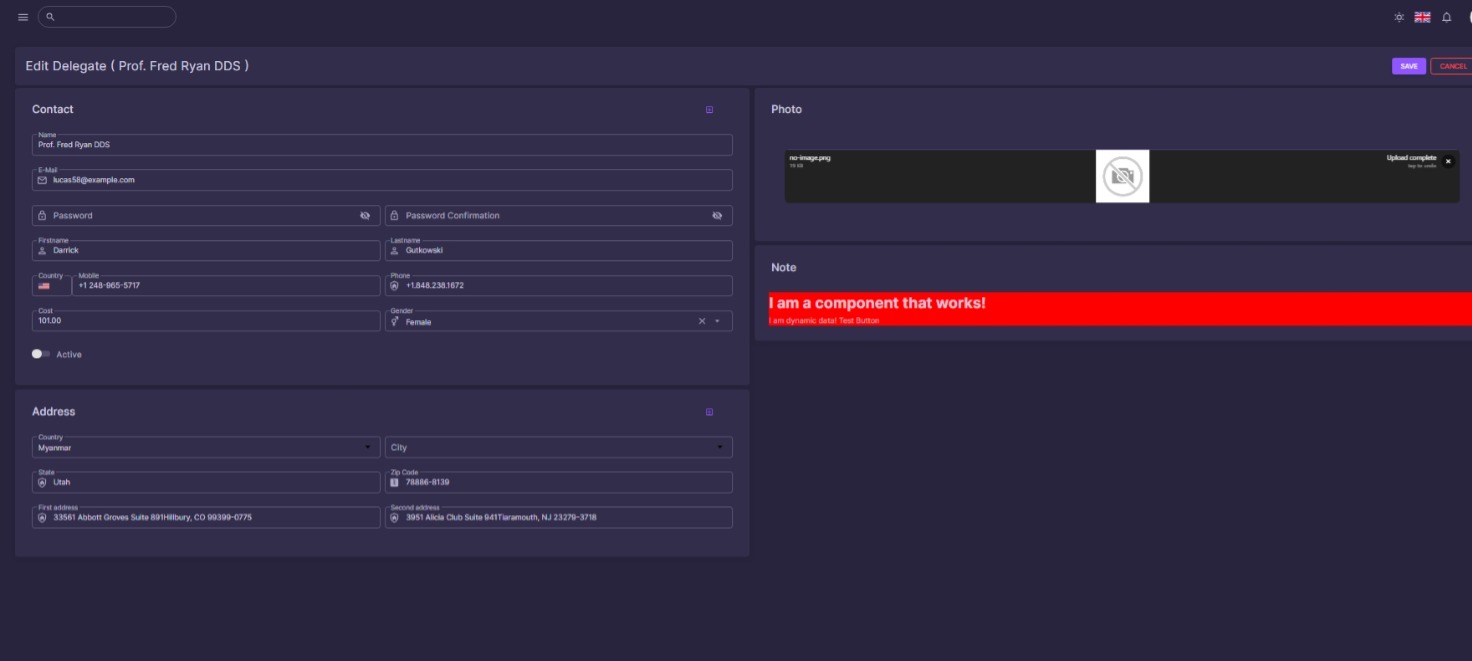 Edit Delegate ( Prof. Fred Ryan DDS )
SAVE
CANCEL
Contact
Name
Prof. Fred Ryan DDS
E-Mail
lucas58@example.com
Password
Password Confirmation
Firstname
Darrick
Lastname
Gutkowski
Country
Mobile
+1 248-965-5717
Phone
+1.848.238.1672
Cost
101.00
Gender
Female
Active
Address
Country
Myanmar
City
State
Utah
Zip Code
78886-8139
First address
33561 Abbott Groves Suite 891Hillbury, CO 99399-0775
Second address
3951 Alicia Club Suite 941Tiaramouth, NJ 23279-3718
Photo
no-image.png
Upload complete
tap to undo
Note
I am a component that works!
I am dynamic data! Test Button